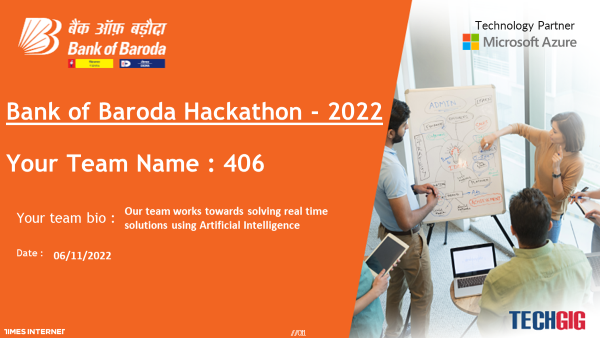 बैंक ऑफ़ बड़ौदा
Bank of Baroda
Technology Partner
Microsoft Azure
Bank of Baroda Hackathon - 2022
Your Team Name : 406
Your team bio :
Our team works towards solving real time
solutions using Artificial Intelligence
Date :
06/11/2022
TIMES INTERNET
TECHGIG